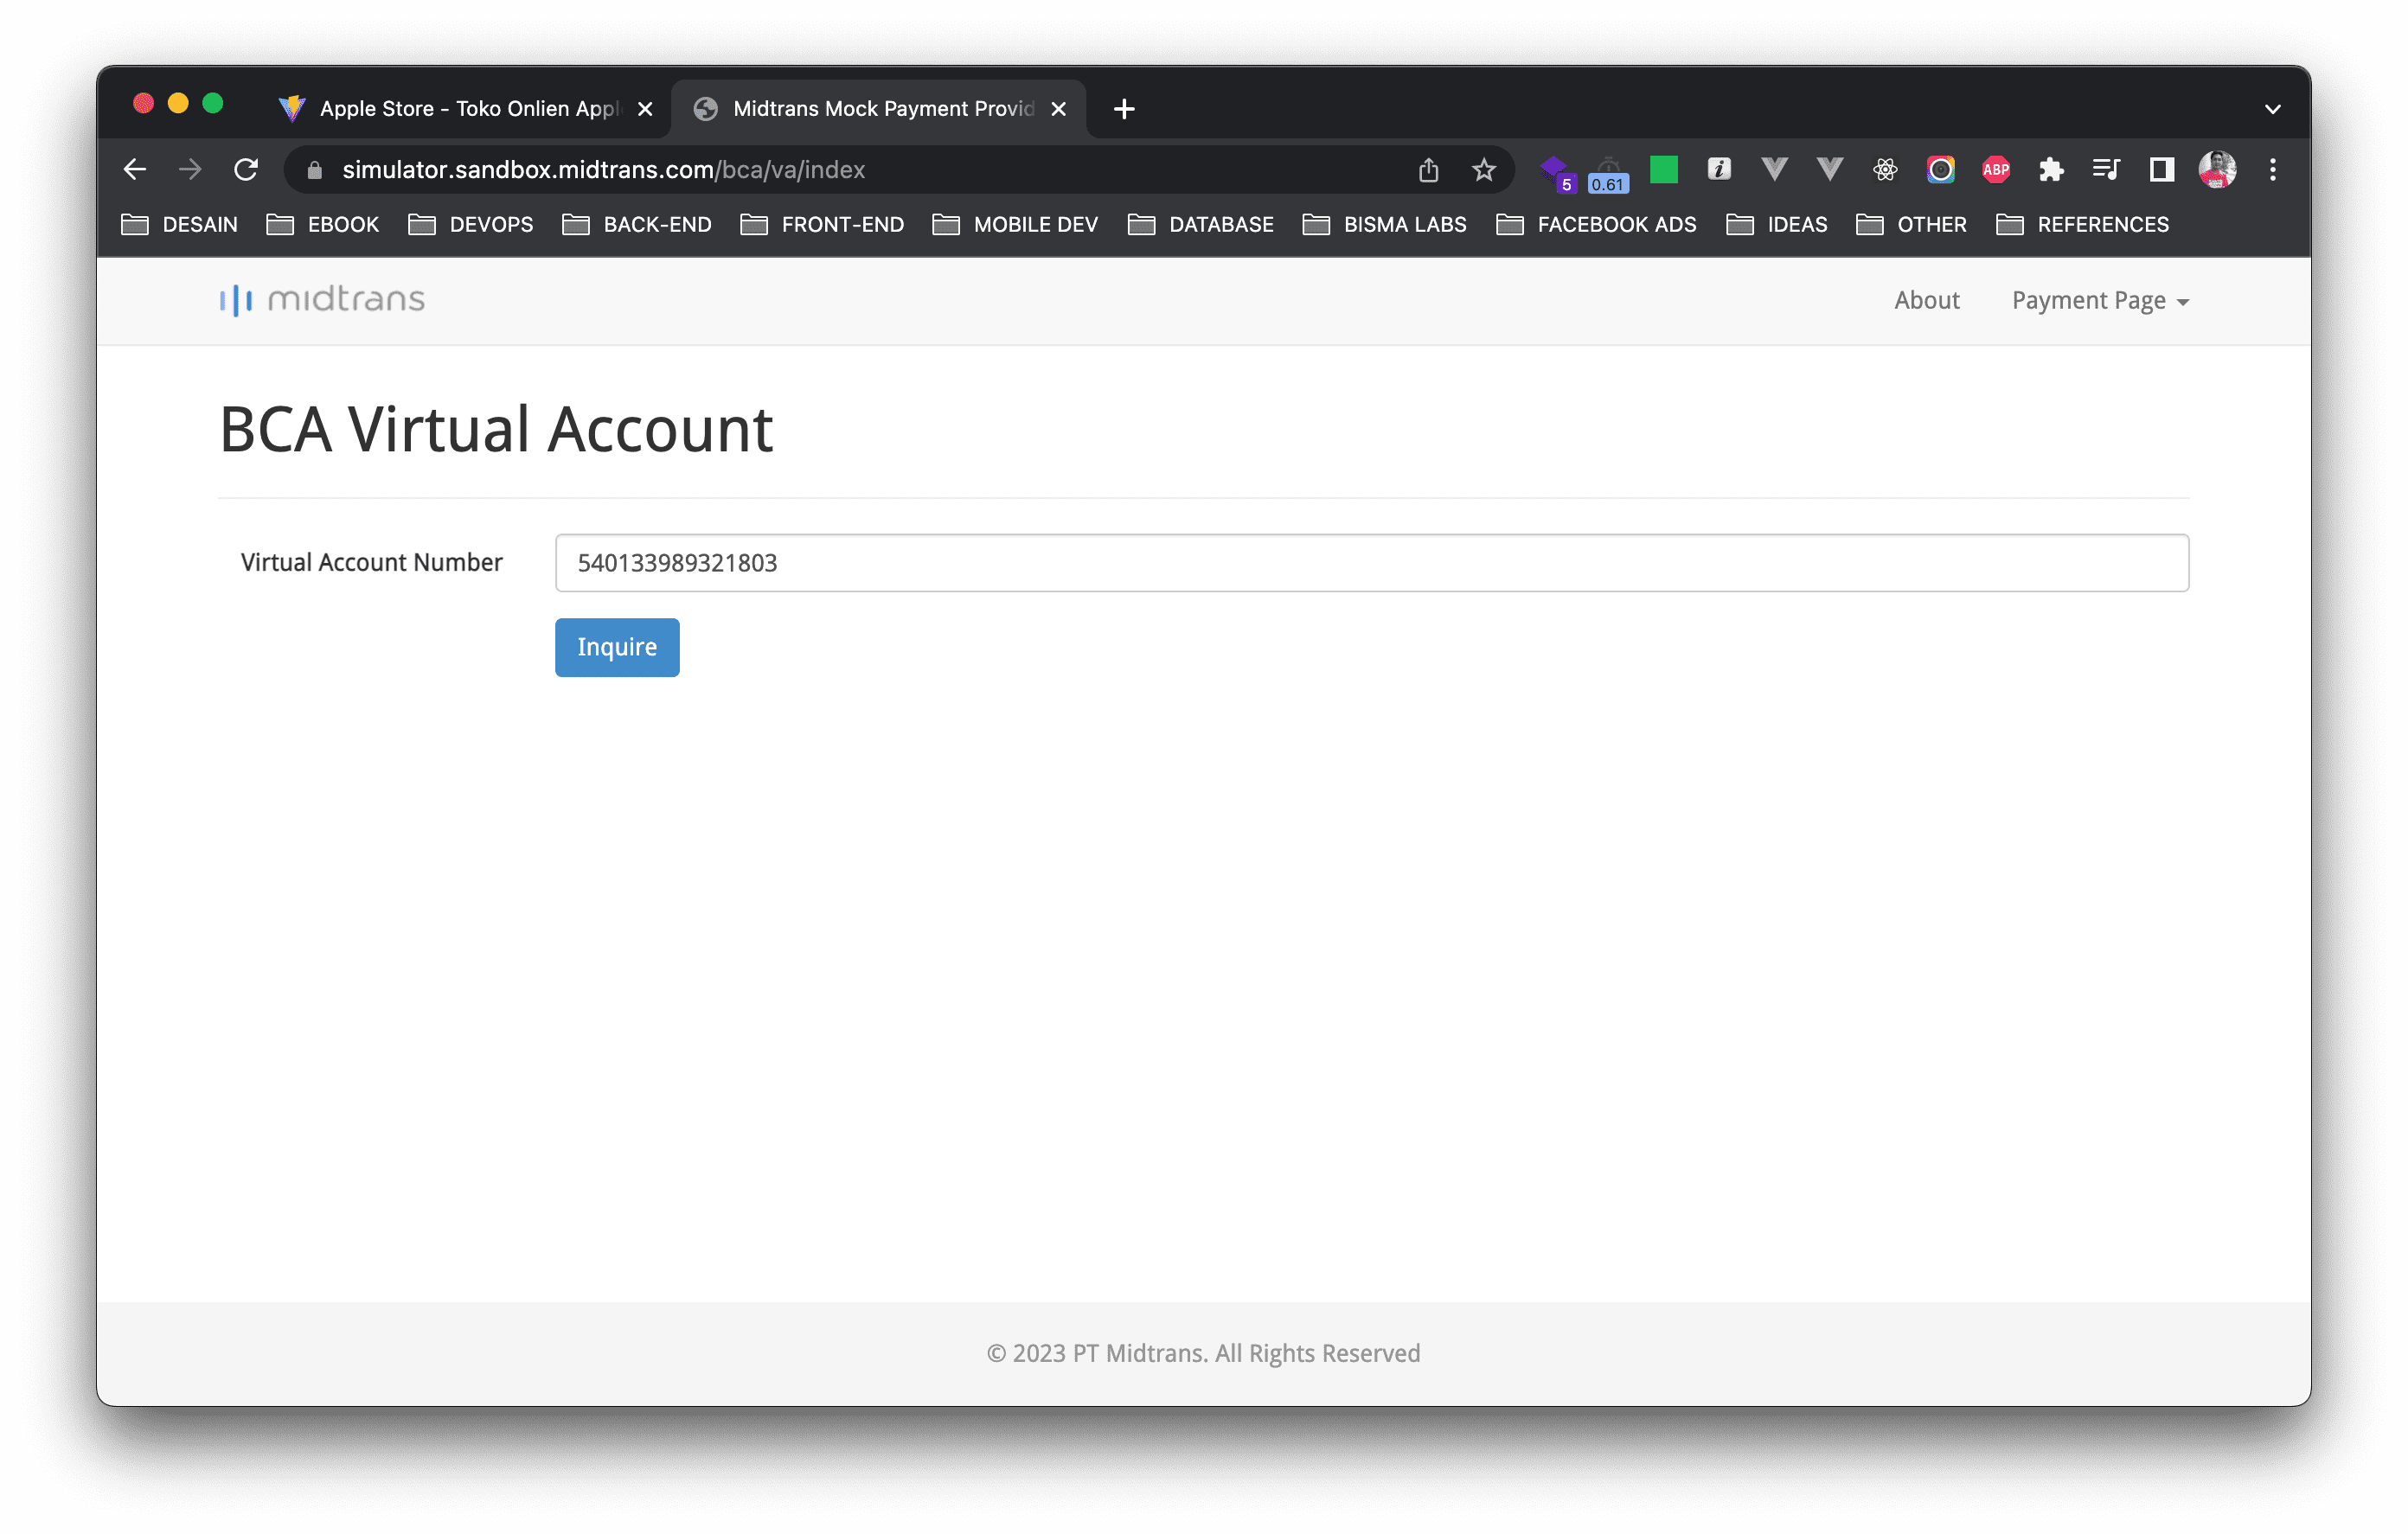 Apple Store - Toko Onlien Appl
Midtrans Mock Payment Provid
simulator.sandbox.midtrans.com/bca/va/index
5
0.61
i
ABP
DESAIN
EBOOK
DEVOPS
BACK-END
FRONT-END
MOBILE DEV
DATABASE
BISMA LABS
FACEBOOK ADS
IDEAS
OTHER
REFERENCES
midtrans
About
Payment Page
BCA Virtual Account
Virtual Account Number
540133989321803
Inquire
© 2023 PT Midtrans. All Rights Reserved